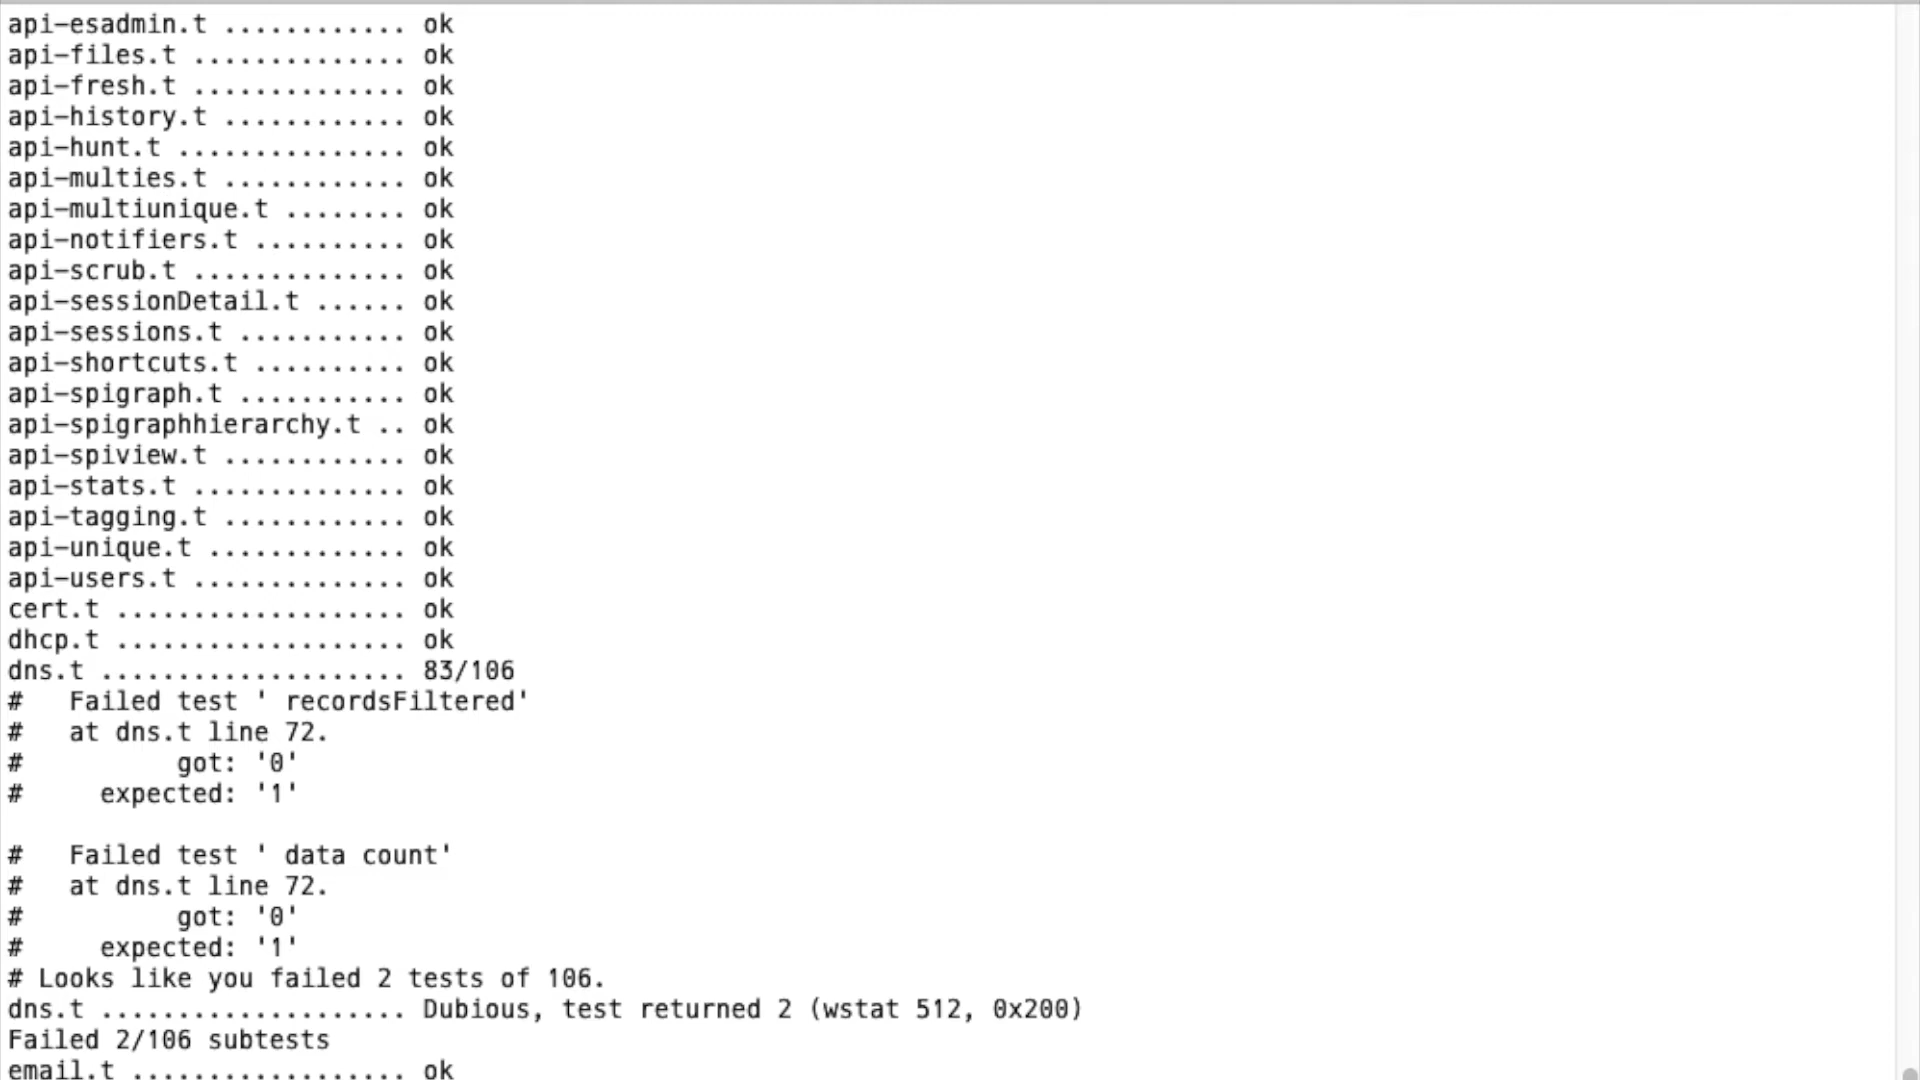 api-esadmin.t ............ ok
api-files.t .............. ok
api-fresh.t .............. ok
api-history.t ............ ok
api-hunt.t ............... ok
api-multies.t ............ ok
api-multiunique.t ........ ok
api-notifiers.t .......... ok
api-scrub.t .............. ok
api-sessionDetail.t ...... ok
api-sessions.t ........... ok
api-shortcuts.t .......... ok
api-spigraph.t ........... ok
api-spigraphhierarchy.t .. ok
api-spiview.t ............ ok
api-stats.t .............. ok
api-tagging.t ............ ok
api-unique.t ............. ok
api-users.t .............. ok
cert.t ................... ok
dhcp.t ................... ok
dns.t .................... 83/106
#   Failed test ' recordsFiltered'
#   at dns.t line 72.
#          got: '0'
#     expected: '1'

#   Failed test ' data count'
#   at dns.t line 72.
#          got: '0'
#     expected: '1'
# Looks like you failed 2 tests of 106.
dns.t .................... Dubious, test returned 2 (wstat 512, 0x200)
Failed 2/106 subtests
email.t .................. ok